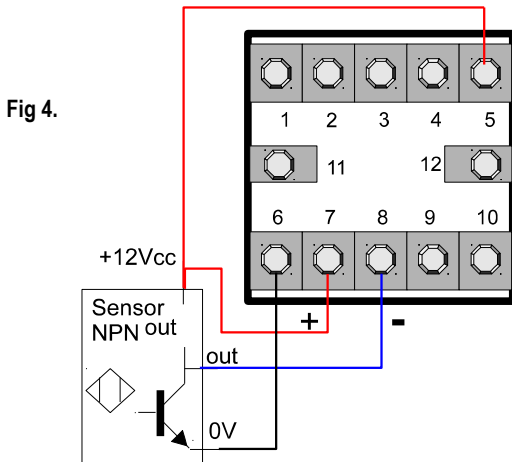 Fig 4.
1 2 3 4 5
11 12
6 7 8 9 10
+12Vcc
+ -
Sensor
NPN out
out
0V